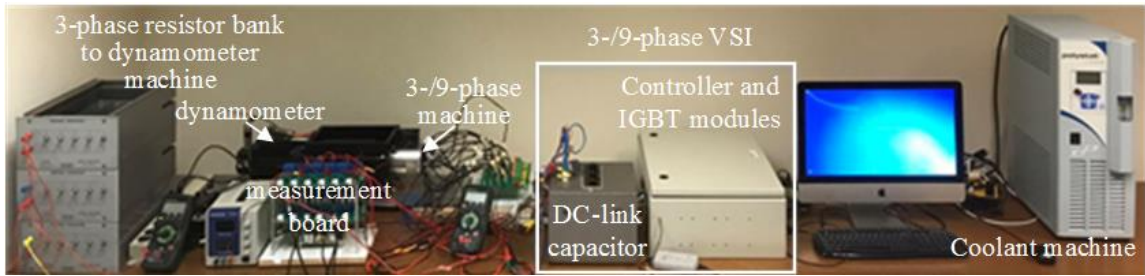 3-phase resistor bank
to dynamometer
machine
dynamometer
3-/9-phase
machine
measurement
board
3-/9-phase VSI
Controller and
IGBT modules
DC-link
capacitor
Coolant machine